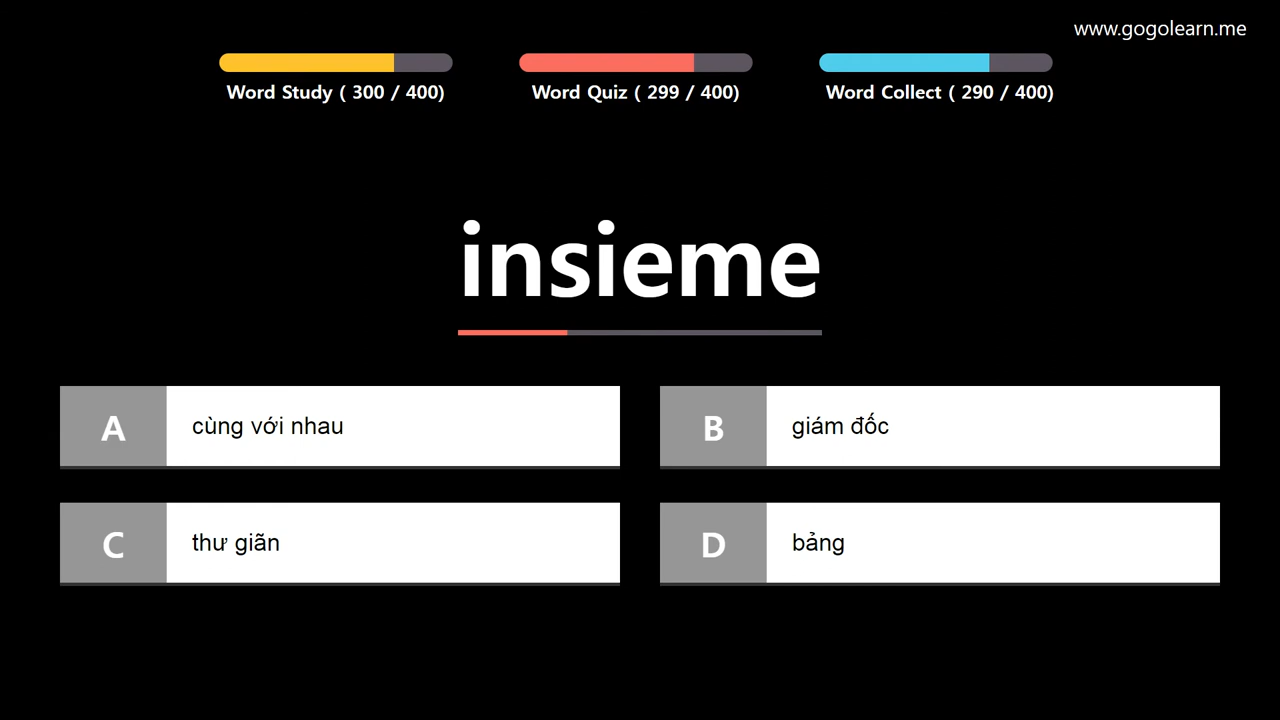 www.gogolearn.me
Word Study ( 300 / 400)
Word Quiz ( 299 / 400)
Word Collect ( 290 / 400)
insieme
A
cùng với nhau
B
giám đốc
C
thư giãn
D
bảng